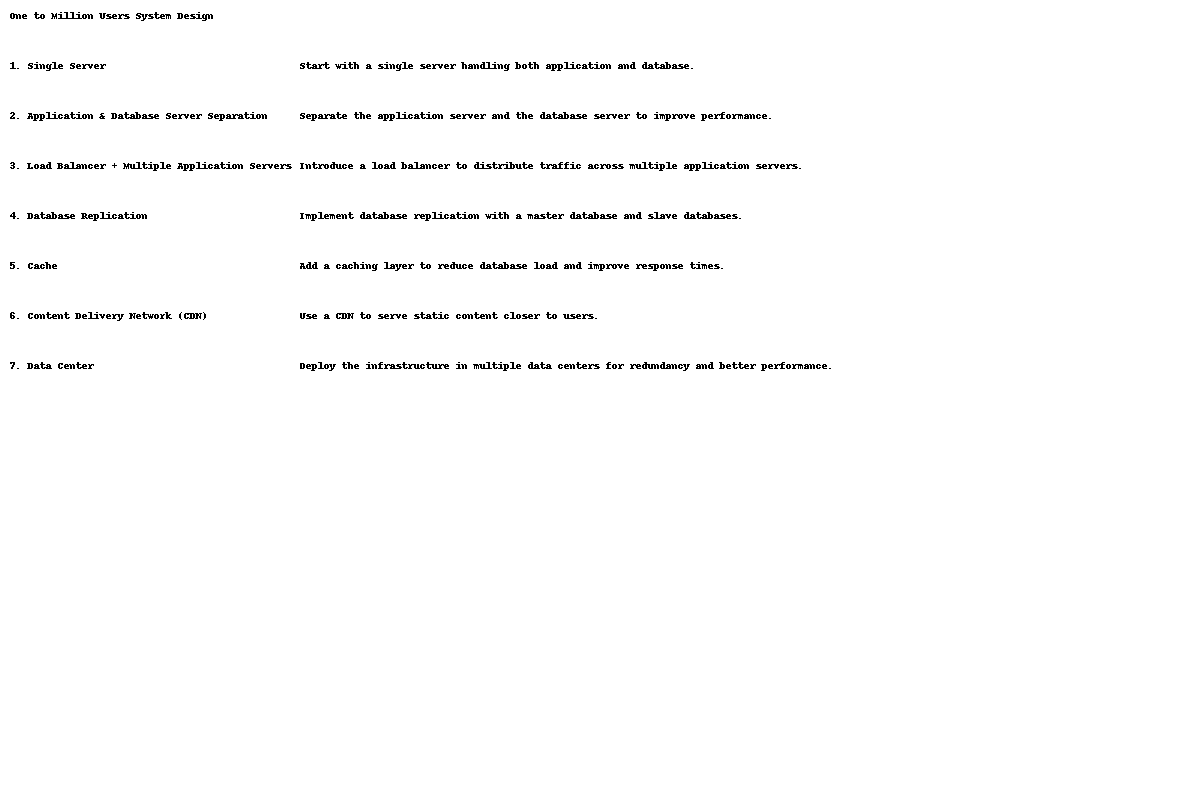 One to Million Users System Design
1. Single Server Start with a single server handling both application and database.
2. Application & Database Server Separation Separate the application server and the database server to improve performance.
3. Load Balancer + Multiple Application Servers Introduce a load balancer to distribute traffic across multiple application servers.
4. Database Replication Implement database replication with a master database and slave databases.
5. Cache Add a caching layer to reduce database load and improve response times.
6. Content Delivery Network (CDN) Use a CDN to serve static content closer to users.
7. Data Center Deploy the infrastructure in multiple data centers for redundancy and better performance.